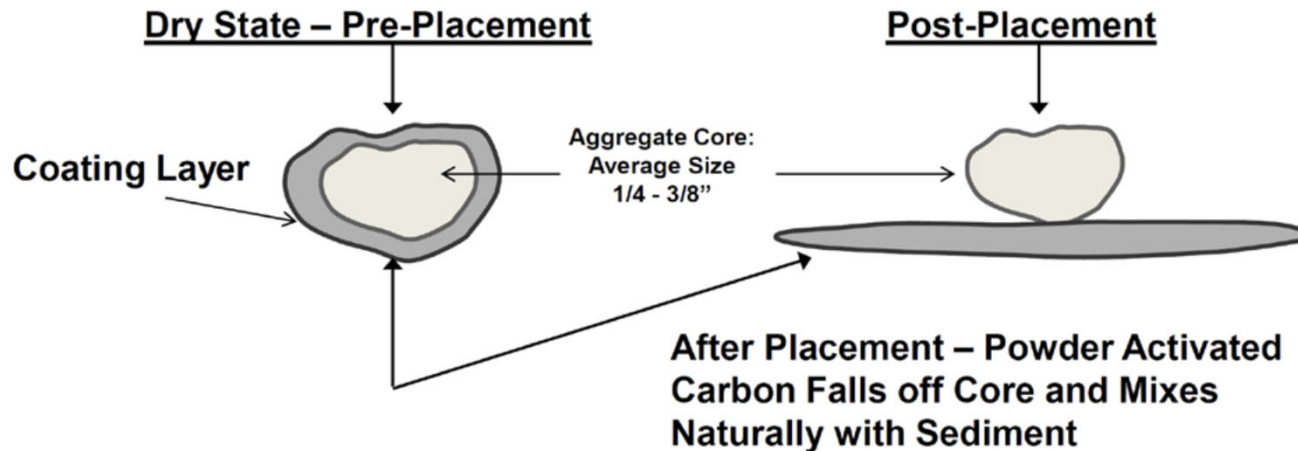 Dry State – Pre-Placement
Post-Placement
Coating Layer
Aggregate Core:
Average Size
1/4 - 3/8”
After Placement – Powder Activated
Carbon Falls off Core and Mixes
Naturally with Sediment